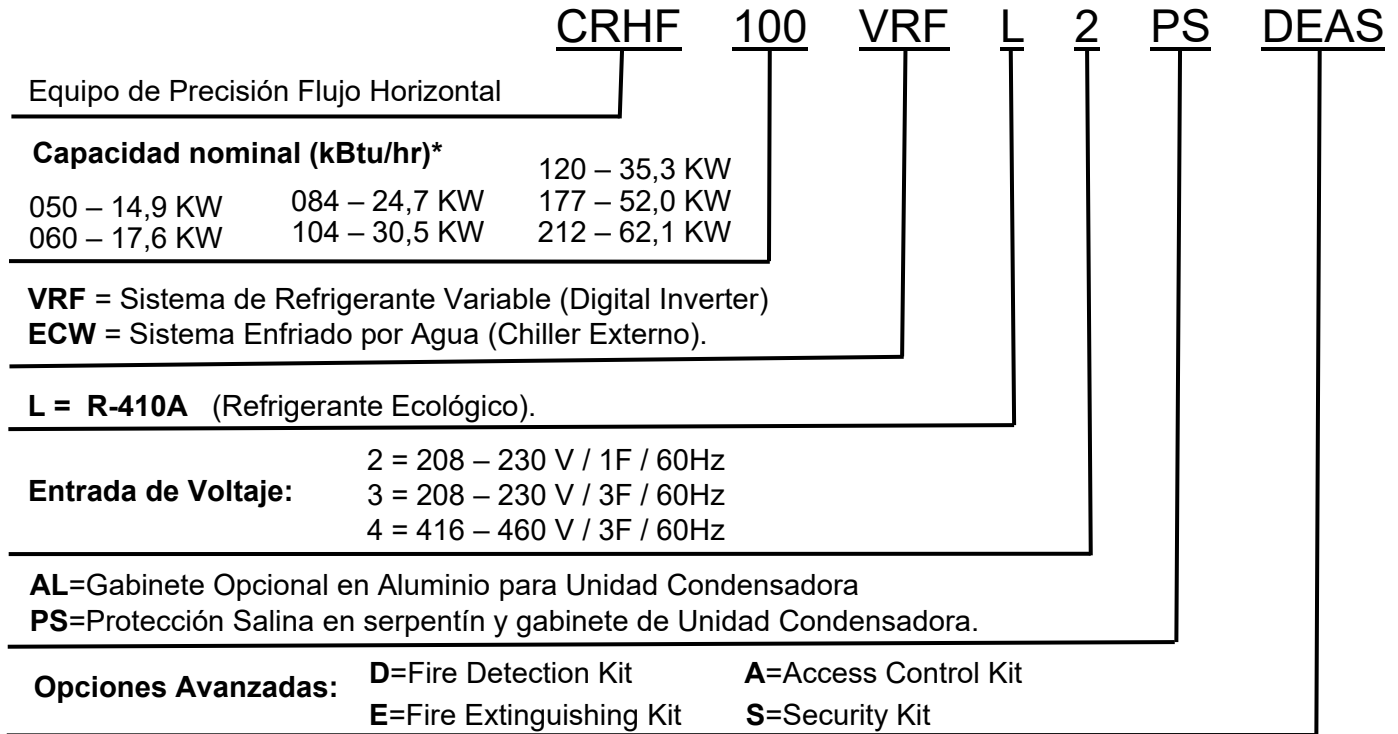 CRHF 100 VRF L 2 PS DEAS
Equipo de Precisión Flujo Horizontal
Capacidad nominal (kBtu/hr)*
050 – 14,9 KW 084 – 24,7 KW 120 – 35,3 KW
060 – 17,6 KW 104 – 30,5 KW 177 – 52,0 KW
212 – 62,1 KW
VRF = Sistema de Refrigerante Variable (Digital Inverter)
ECW = Sistema Enfriado por Agua (Chiller Externo).
L = R-410A (Refrigerante Ecológico).
Entrada de Voltaje:
2 = 208 – 230 V / 1F / 60Hz
3 = 208 – 230 V / 3F / 60Hz
4 = 416 – 460 V / 3F / 60Hz
AL=Gabinete Opcional en Aluminio para Unidad Condensadora
PS=Protección Salina en serpentín y gabinete de Unidad Condensadora.
Opciones Avanzadas:
D=Fire Detection Kit A=Access Control Kit
E=Fire Extinguishing Kit S=Security Kit